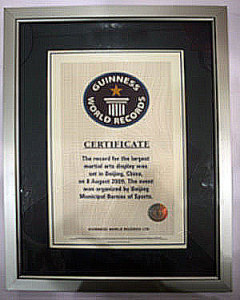 GUINNESS
WORLD RECORDS
CERTIFICATE
The record for the largest
martial arts display was
set in Beijing, China,
on 8 August 2009. The event
was organized by Beijing
Municipal Bureau of Sports.
GUINNESS WORLD RECORDS LTD